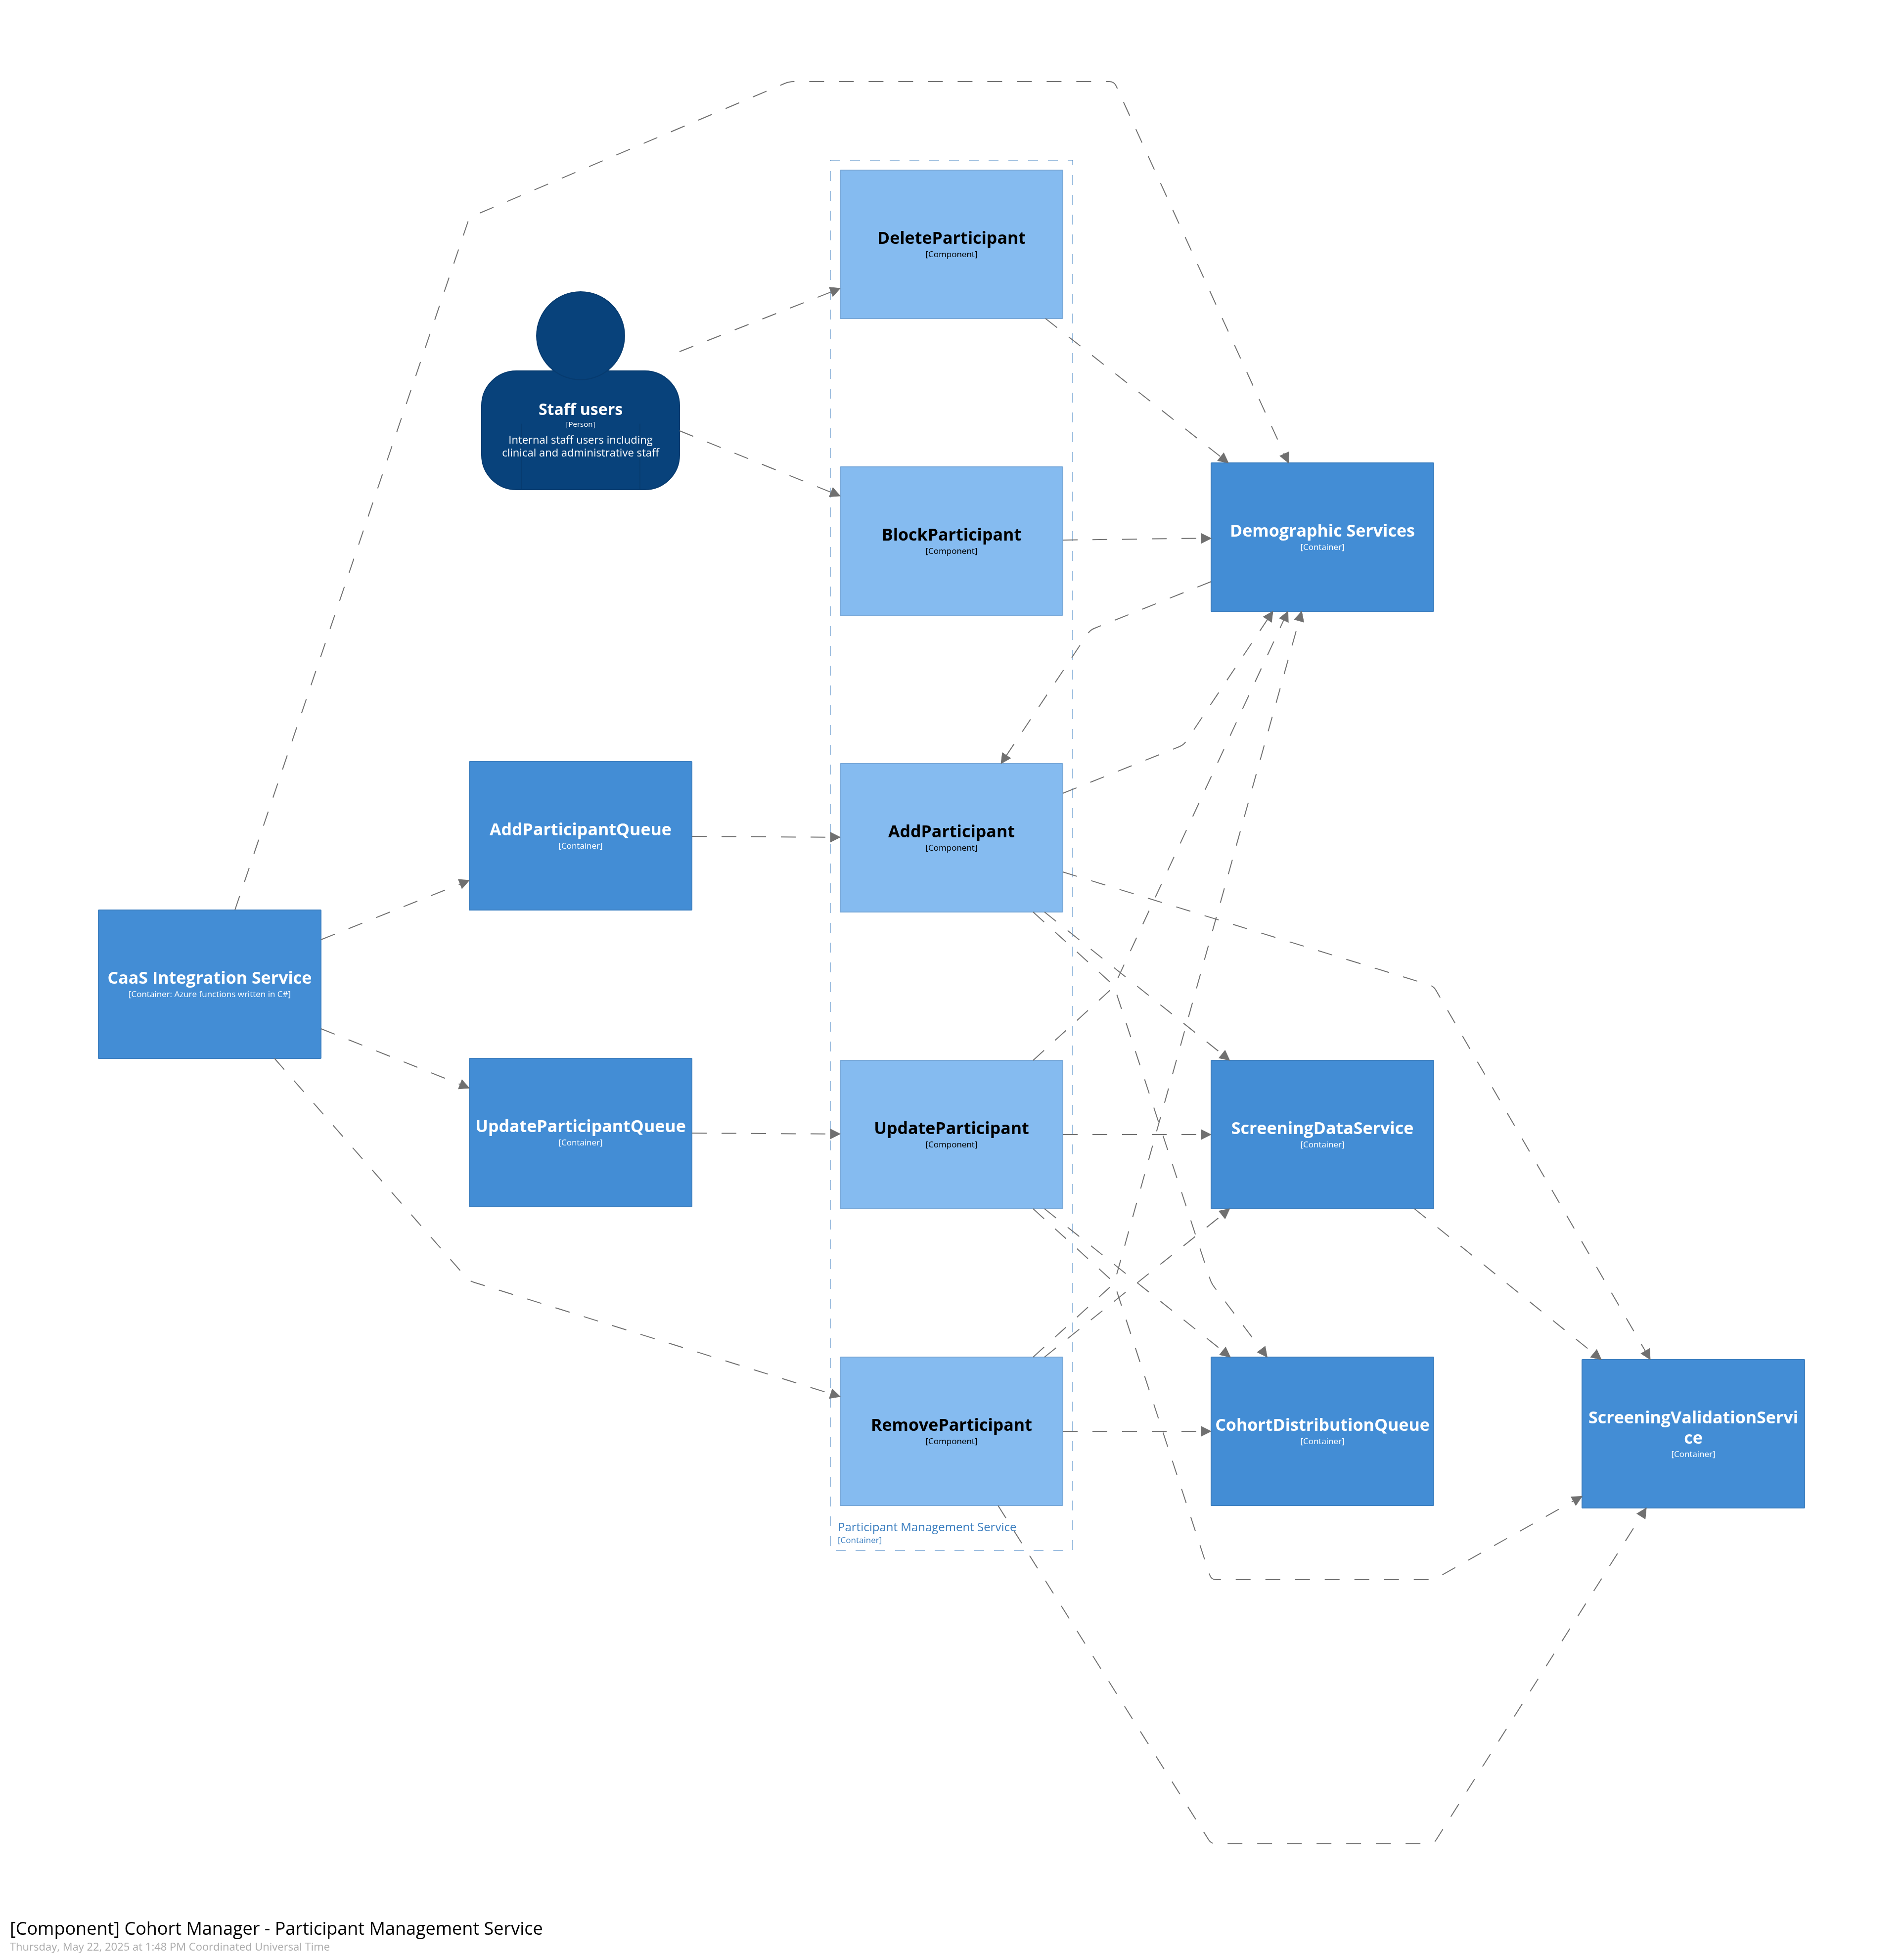 DeleteParticipant
[Component]
Staff users
[Person]
Internal staff users including
clinical and administrative staff
BlockParticipant
[Component]
Demographic Services
[Container]
AddParticipantQueue
[Container]
AddParticipant
[Component]
CaaS Integration Service
[Container: Azure functions written in C#]
UpdateParticipantQueue
[Container]
UpdateParticipant
[Component]
ScreeningDataService
[Container]
RemoveParticipant
[Component]
CohortDistributionQueue
[Container]
ScreeningValidationServi
ce
[Container]
Participant Management Service
[Container]
[Component] Cohort Manager - Participant Management Service
Thursday, May 22, 2025 at 1:48 PM Coordinated Universal Time